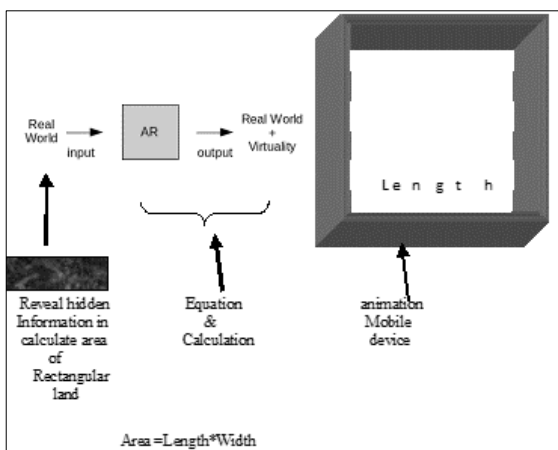 Real
World
input
AR
output
Real World
+
Virtuality
Length
Reveal hidden
Information in
calculate area
of
Rectangular
land
Equation
&
Calculation
animation
Mobile
device
Area =Length*Width